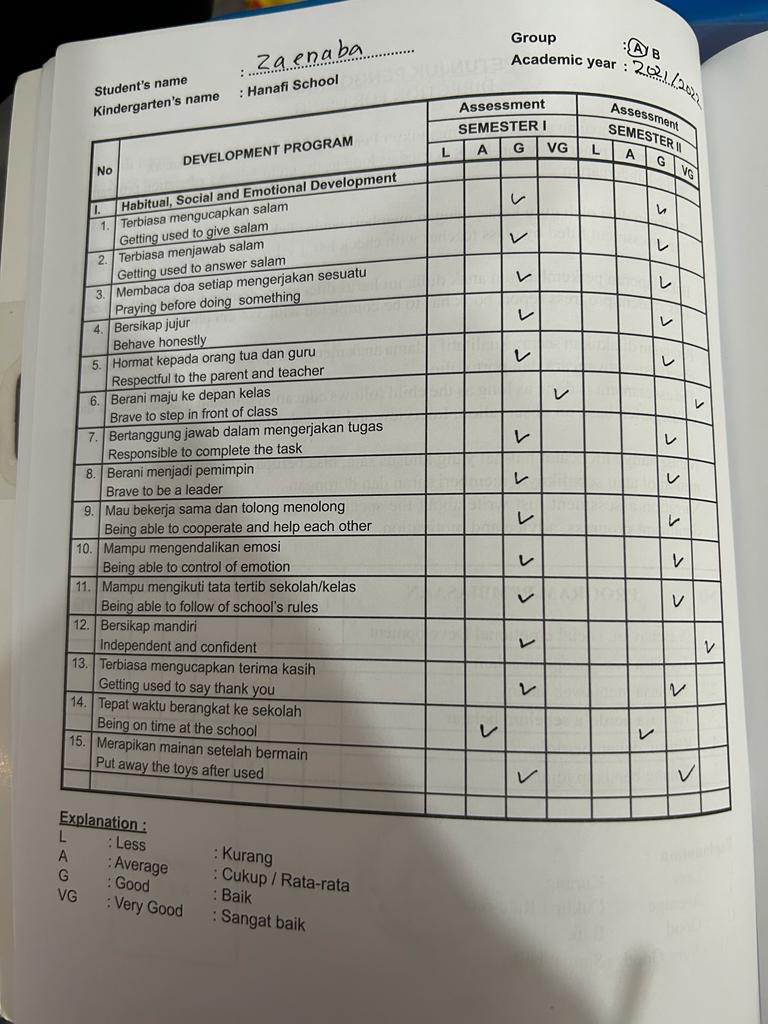 Student's name : Zaenaba
Kindergarten's name : Hanafi School
Group : A B
Academic year : 2021/2022
No DEVELOPMENT PROGRAM Assessment Assessment
SEMESTER I SEMESTER II
L A G VG L A G VG
I. Habitual, Social and Emotional Development
1. Terbiasa mengucapkan salam
Getting used to give salam ✓ ✓
2. Terbiasa menjawab salam
Getting used to answer salam ✓ ✓
3. Membaca doa setiap mengerjakan sesuatu
Praying before doing something ✓ ✓
4. Bersikap jujur
Behave honestly ✓ ✓
5. Hormat kepada orang tua dan guru
Respectful to the parent and teacher ✓ ✓
6. Berani maju ke depan kelas
Brave to step in front of class ✓ ✓
7. Bertanggung jawab dalam mengerjakan tugas
Responsible to complete the task ✓ ✓
8. Berani menjadi pemimpin
Brave to be a leader ✓ ✓
9. Mau bekerja sama dan tolong menolong
Being able to cooperate and help each other ✓ ✓
10. Mampu mengendalikan emosi
Being able to control of emotion ✓ ✓
11. Mampu mengikuti tata tertib sekolah/kelas
Being able to follow of school's rules ✓ ✓
12. Bersikap mandiri
Independent and confident ✓ ✓
13. Terbiasa mengucapkan terima kasih
Getting used to say thank you ✓ ✓
14. Tepat waktu berangkat ke sekolah
Being on time at the school ✓ ✓
15. Merapikan mainan setelah bermain
Put away the toys after used ✓ ✓
Explanation :
L : Less : Kurang
A : Average : Cukup / Rata-rata
G : Good : Baik
VG : Very Good : Sangat baik